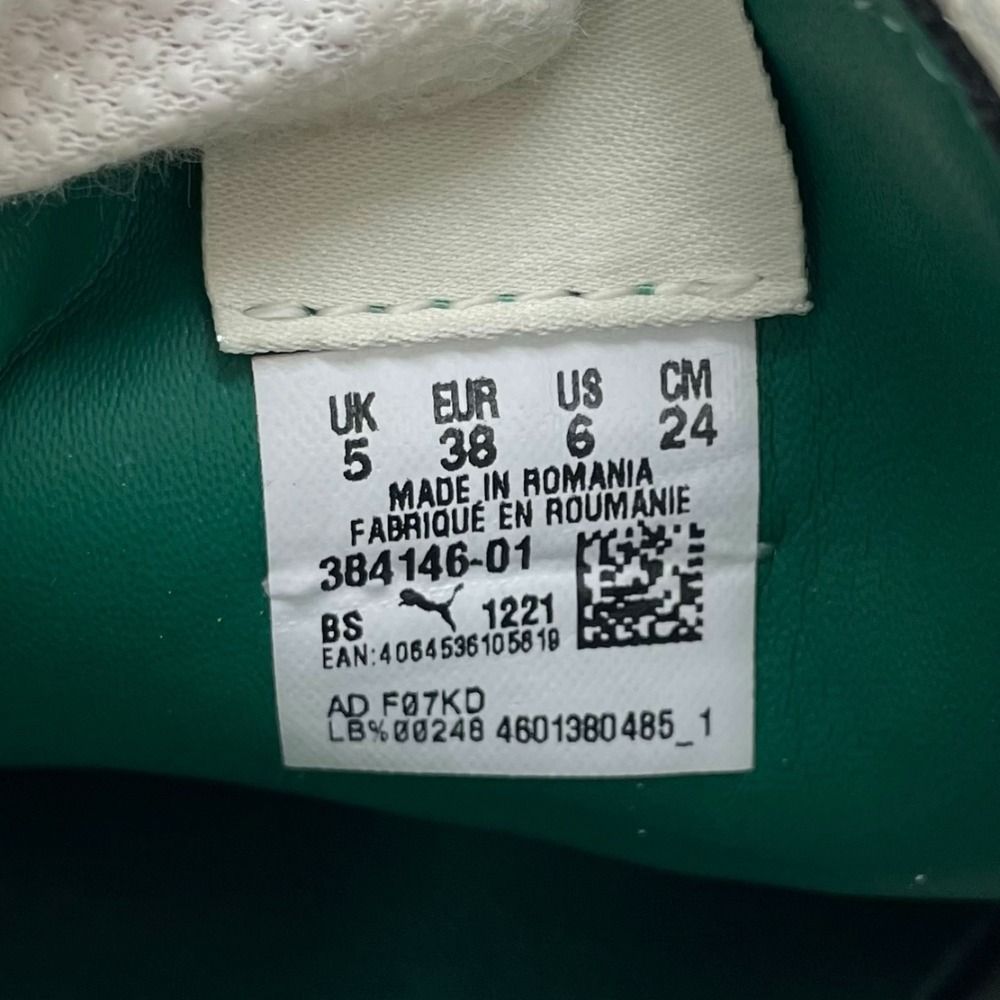 UK EUR US CM
5 38 6 24
MADE IN ROMANIA
FABRIQUÉ EN ROUMANIE
384146-01
BS 1221
EAN:4064536105619
AD F07KD
LB%00248 4601380485_1